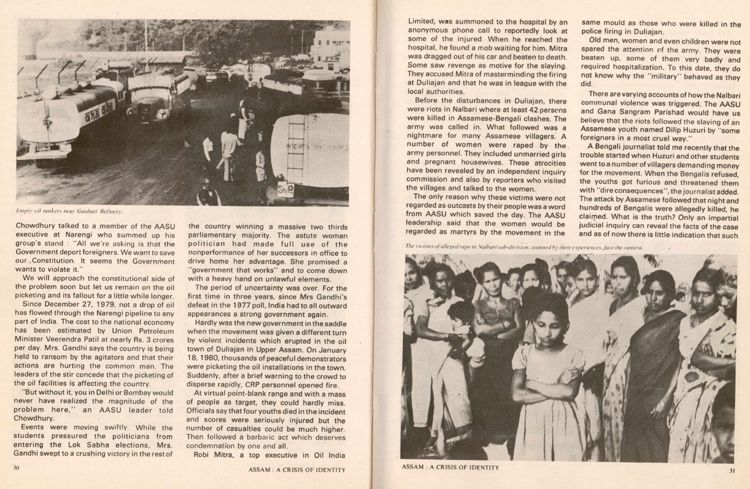 Empty oil tankers near Gauhati Refinery.
Chowdhury talked to a member of the AASU
executive at Narengi who summed up his
group's stand : "All we're asking is that the
Government deport foreigners. We want to save
our Constitution. It seems the Government
wants to violate it."
We will approach the constitutional side of
the problem soon but let us remain on the oil
picketing and its fallout for a little while longer.
Since December 27, 1979, not a drop of oil
has flowed through the Narengi pipeline to any
part of India. The cost to the national economy
has been estimated by Union Petroleum
Minister Veerendra Patil at nearly Rs. 3 crores
per day. Mrs. Gandhi says the country is being
held to ransom by the agitators and that their
actions are hurting the common man. The
leaders of the stir concede that the picketing of
the oil facilities is affecting the country.
"But without it, you in Delhi or Bombay would
never have realized the magnitude of the
problem here," an AASU leader told
Chowdhury.
Events were moving swiftly. While the
students pressured the politicians from
entering the Lok Sabha elections, Mrs.
Gandhi swept to a crushing victory in the rest of
30
the country winning a massive two thirds
parliamentary majority. The astute woman
politician had made full use of the
nonperformance of her successors in office to
drive home her advantage. She promised a
"government that works" and to come down
with a heavy hand on unlawful elements.
The period of uncertainty was over. For the
first time in three years, since Mrs Gandhi's
defeat in the 1977 poll, India had to all outward
appearances a strong government again.
Hardly was the new government in the saddle
when the movement was given a different turn
by violent incidents which erupted in the oil
town of Duliajan in Upper Assam. On January
18, 1980, thousands of peaceful demonstrators
were picketing the oil installations in the town.
Suddenly, after a brief warning to the crowd to
disperse rapidly, CRP personnel opened fire.
At virtual point-blank range and with a mass
of people as target, they could hardly miss.
Officials say that four youths died in the incident
and scores were seriously injured but the
number of casualties could be much higher.
Then followed a barbaric act which deserves
condemnation by one and all.
Robi Mitra, a top executive in Oil India
ASSAM : A CRISIS OF IDENTITY
Limited, was summoned to the hospital by an
anonymous phone call to reportedly look at
some of the injured. When he reached the
hospital, he found a mob waiting for him. Mitra
was dragged out of his car and beaten to death.
Some saw revenge as motive for the slaying.
They accused Mitra of masterminding the firing
at Duliajan and that he was in league with the
local authorities.
Before the disturbances in Duliajan, there
were riots in Nalbari where at least 42 persons
were killed in Assamese-Bengali clashes. The
army was called in. What followed was a
nightmare for many Assamese villagers. A
number of women were raped by the
army personnel. They included unmarried girls
and pregnant housewives. These atrocities
have been revealed by an independent inquiry
commission and also by reporters who visited
the villages and talked to the women.
The only reason why these victims were not
regarded as outcasts by their people was a word
from AASU which saved the day. The AASU
leadership said that the women would be
regarded as martyrs by the movement in the
same mould as those who were killed in the
police firing in Duliajan.
Old men, women and even children were not
spared the attention of the army. They were
beaten up, some of them very badly and
required hospitalization. To this date, they do
not know why the "military" behaved as they
did.
There are varying accounts of how the Nalbari
communal violence was triggered. The AASU
and Gana Sangram Parishad would have us
believe that the riots followed the slaying of an
Assamese youth named Dilip Huzuri by "some
foreigners in a most cruel way."
A Bengali journalist told me recently that the
trouble started when Huzuri and other students
went to a number of villagers demanding money
for the movement. When the Bengalis refused,
the youths got furious and threatened them
with "dire consequences", the journalist added.
The attack by Assamese followed that night and
hundreds of Bengalis were allegedly killed, he
claimed. What is the truth? Only an impartial
judicial inquiry can reveal the facts of the case
and as of now there is little indication that such
The victims of alleged rape in Nalbari sub-division, stunned by their experiences, face the camera.
ASSAM : A CRISIS OF IDENTITY
31